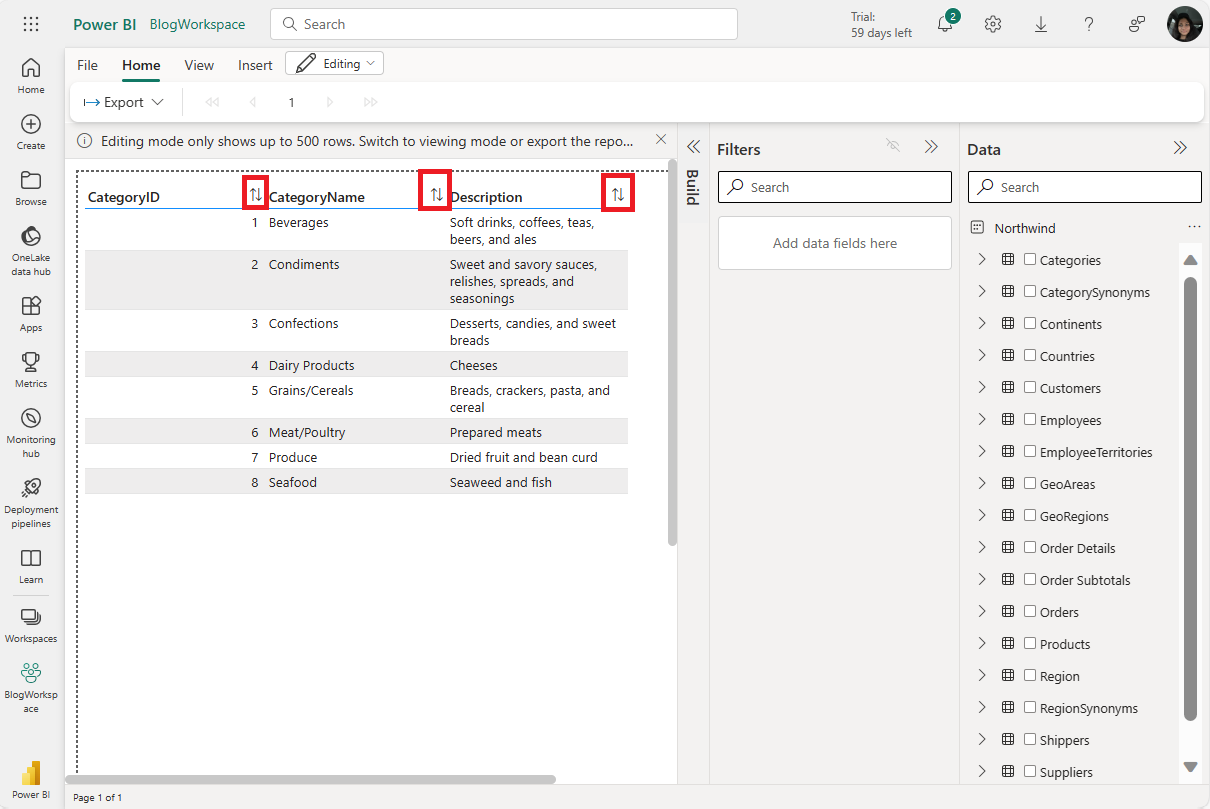 Power BI BlogWorkspace
Search
Trial:
59 days left
2
File Home View Insert Editing
Export 1
Home
Create
Browse
OneLake
data hub
Apps
Metrics
Monitoring
hub
Deployment
pipelines
Learn
Workspaces
BlogWorksp
ace
Power BI
Editing mode only shows up to 500 rows. Switch to viewing mode or export the repo...
CategoryID CategoryName Description
1 Beverages Soft drinks, coffees, teas,
beers, and ales
2 Condiments Sweet and savory sauces,
relishes, spreads, and
seasonings
3 Confections Desserts, candies, and sweet
breads
4 Dairy Products Cheeses
5 Grains/Cereals Breads, crackers, pasta, and
cereal
6 Meat/Poultry Prepared meats
7 Produce Dried fruit and bean curd
8 Seafood Seaweed and fish
Page 1 of 1
Build
Filters
Search
Add data fields here
Data
Search
Northwind
Categories
CategorySynonyms
Continents
Countries
Customers
Employees
EmployeeTerritories
GeoAreas
GeoRegions
Order Details
Order Subtotals
Orders
Products
Region
RegionSynonyms
Shippers
Suppliers